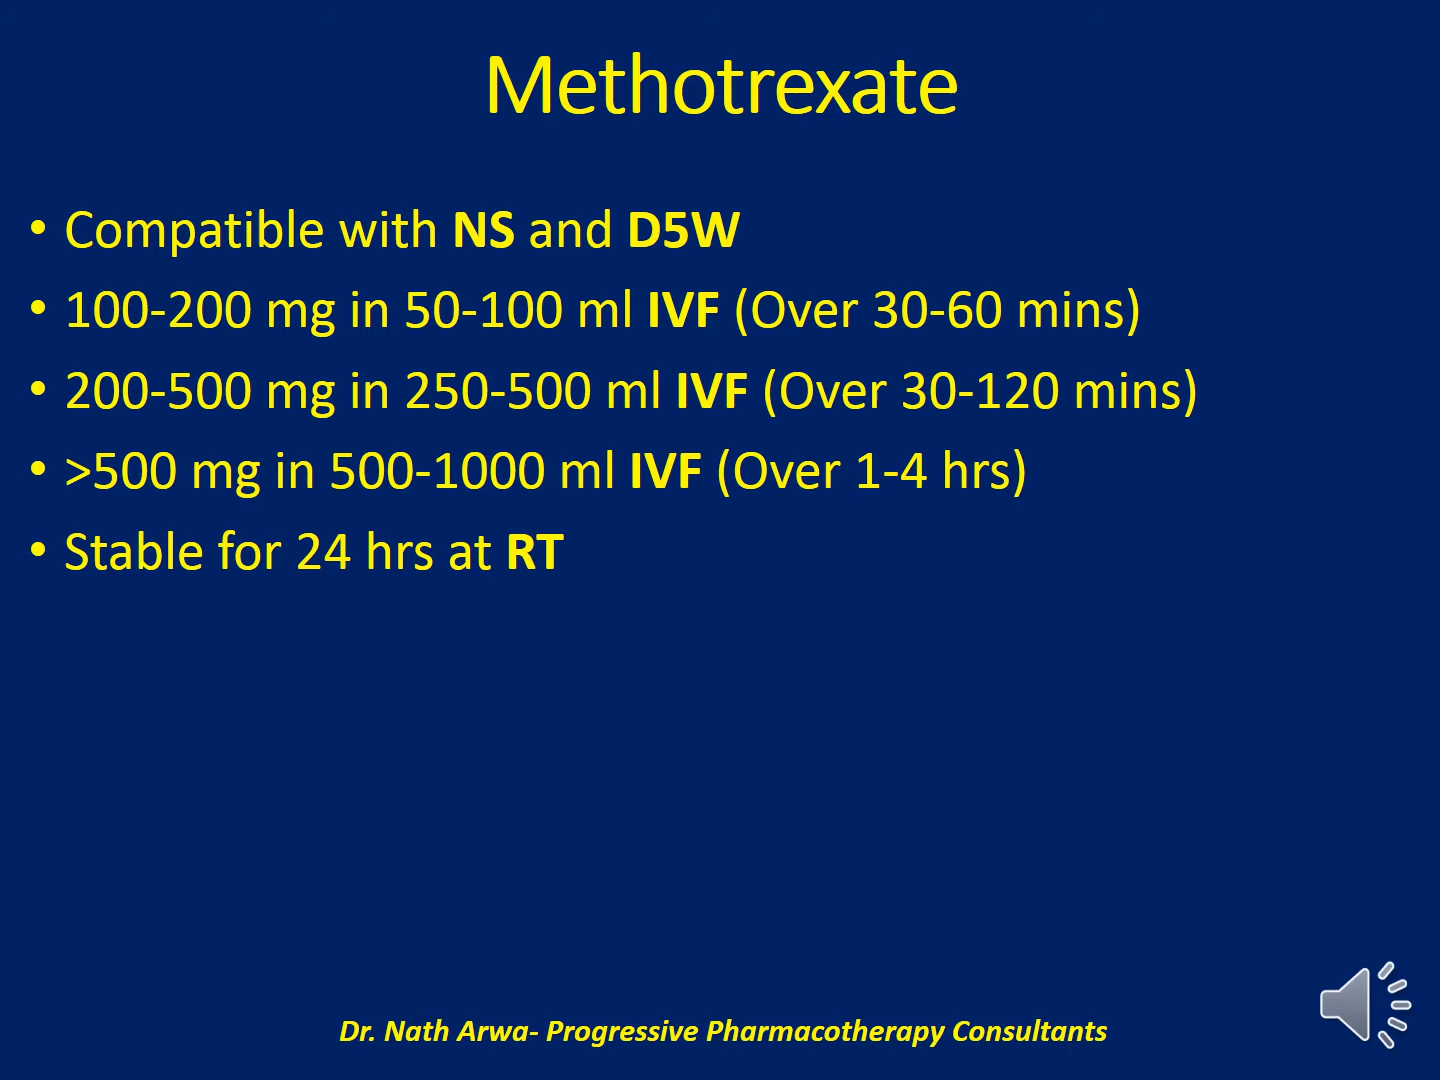 Methotrexate
• Compatible with NS and D5W
• 100-200 mg in 50-100 ml IVF (Over 30-60 mins)
• 200-500 mg in 250-500 ml IVF (Over 30-120 mins)
• >500 mg in 500-1000 ml IVF (Over 1-4 hrs)
• Stable for 24 hrs at RT
Dr. Nath Arwa- Progressive Pharmacotherapy Consultants